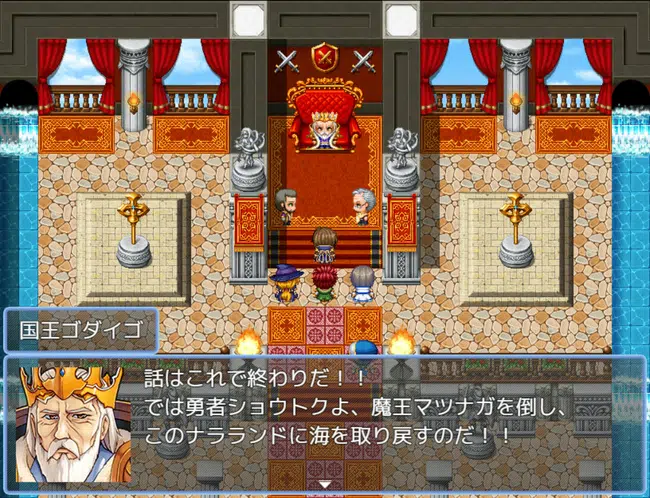 国王ゴダイゴ
話はこれで終わりだ！！
では勇者ショウトクよ、魔王マツナガを倒し、
このナラランドに海を取り戻すのだ！！